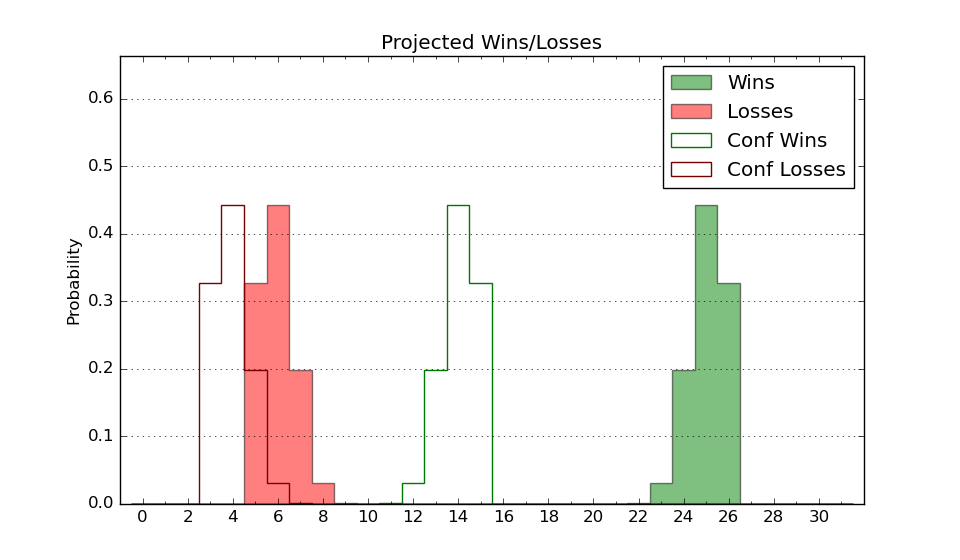 Projected Wins/Losses
Wins
Losses
Conf Wins
Conf Losses
Probability
0.6
0.5
0.4
0.3
0.2
0.1
0.0
0 2 4 6 8 10 12 14 16 18 20 22 24 26 28 30